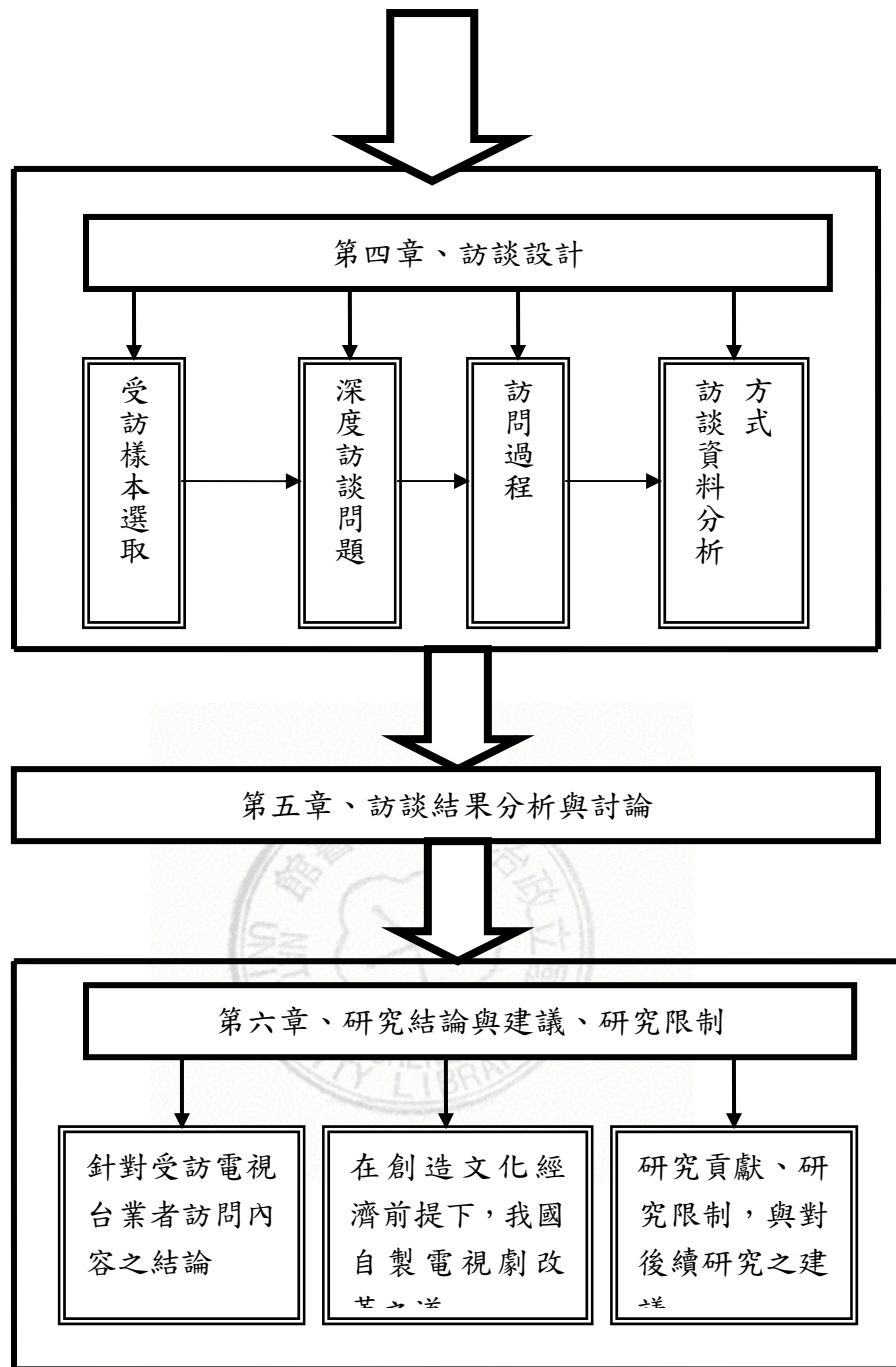 第四章、訪談設計
受訪樣本選取
深度訪談問題
訪問過程
訪談資料分析
方式
第五章、訪談結果分析與討論
第六章、研究結論與建議、研究限制
針對受訪電視
台業者訪問內
容之結論
在創造文化經
濟前提下，我國
自製電視劇改
研究貢獻、研
究限制，與對
後續研究之建